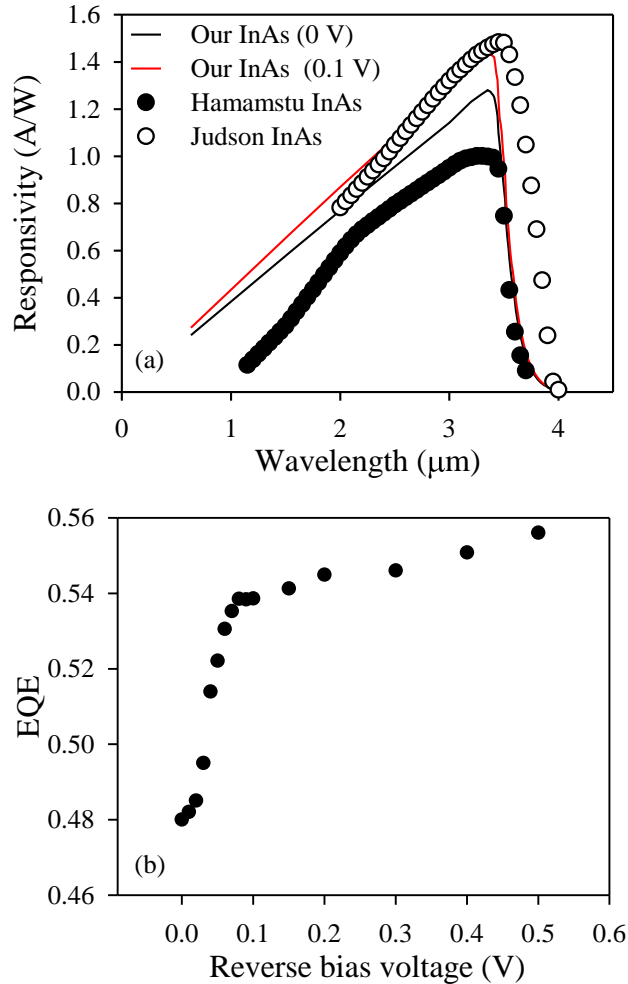 1.6
1.4
1.2
1.0
0.8
0.6
0.4
0.2
0.0
Responsivity (A/W)
Our InAs (0 V)
Our InAs (0.1 V)
Hamamstu InAs
Judson InAs
(a)
0 1 2 3 4
Wavelength (μm)
0.56
0.54
0.52
0.50
0.48
0.46
EQE
(b)
0.0 0.1 0.2 0.3 0.4 0.5 0.6
Reverse bias voltage (V)